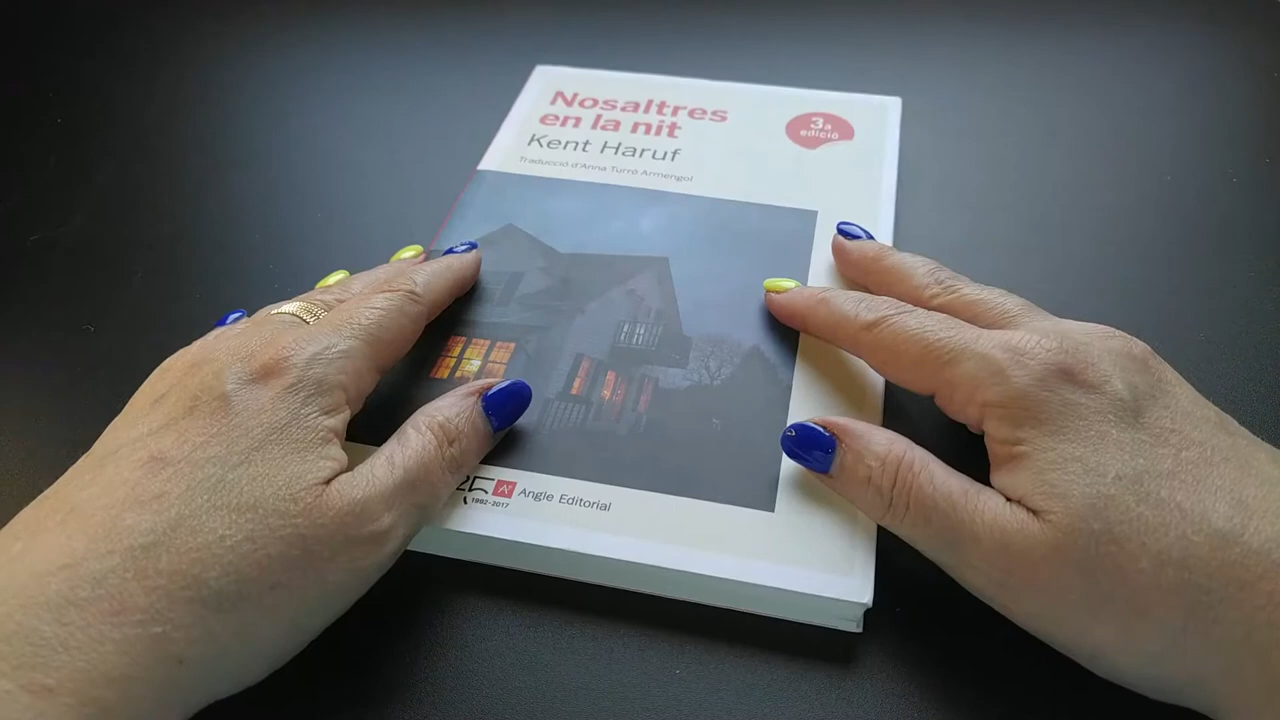 Nosaltres
en la nit
Kent Haruf
Traducció d'Anna Turró Armengol
3a
edició
25 A Angle Editorial
1992-2017